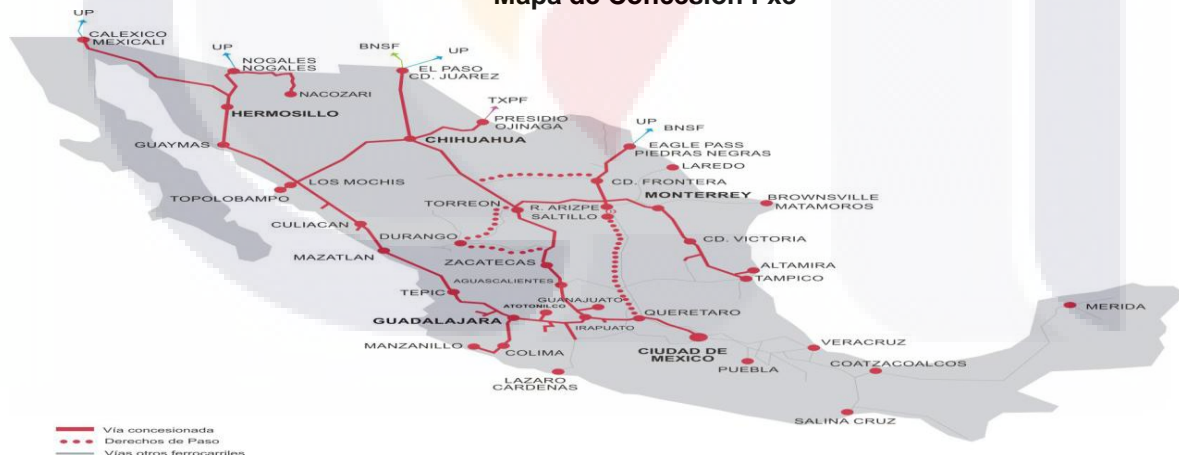 Mapa de Concesión Fxe
UP
CALEXICO
MEXICALI
UP
NOGALES
NOGALES
NACOZARI
HERMOSILLO
GUAYMAS
BNSF
UP
EL PASO
CD. JUAREZ
TXPF
PRESIDIO
OJINAGA
CHIHUAHUA
UP
BNSF
EAGLE PASS
PIEDRAS NEGRAS
LAREDO
CD. FRONTERA
MONTERREY
BROWNSVILLE
MATAMOROS
LOS MOCHIS
TOPOLOBAMPO
TORREON
R. ARIZPE
SALTILLO
CULIACAN
DURANGO
CD. VICTORIA
MAZATLAN
ZACATECAS
ALTAMIRA
TAMPICO
AGUASCALIENTES
TEPIC
ATOTONILCO
GUANAJUATO
MERIDA
GUADALAJARA
IRAPUATO
QUERETARO
MANZANILLO
COLIMA
CIUDAD DE
MEXICO
VERACRUZ
PUEBLA
COATZACOALCOS
LAZARO
CARDENAS
SALINA CRUZ
Vía concesionada
Derechos de Paso
Vías otros ferrocarriles